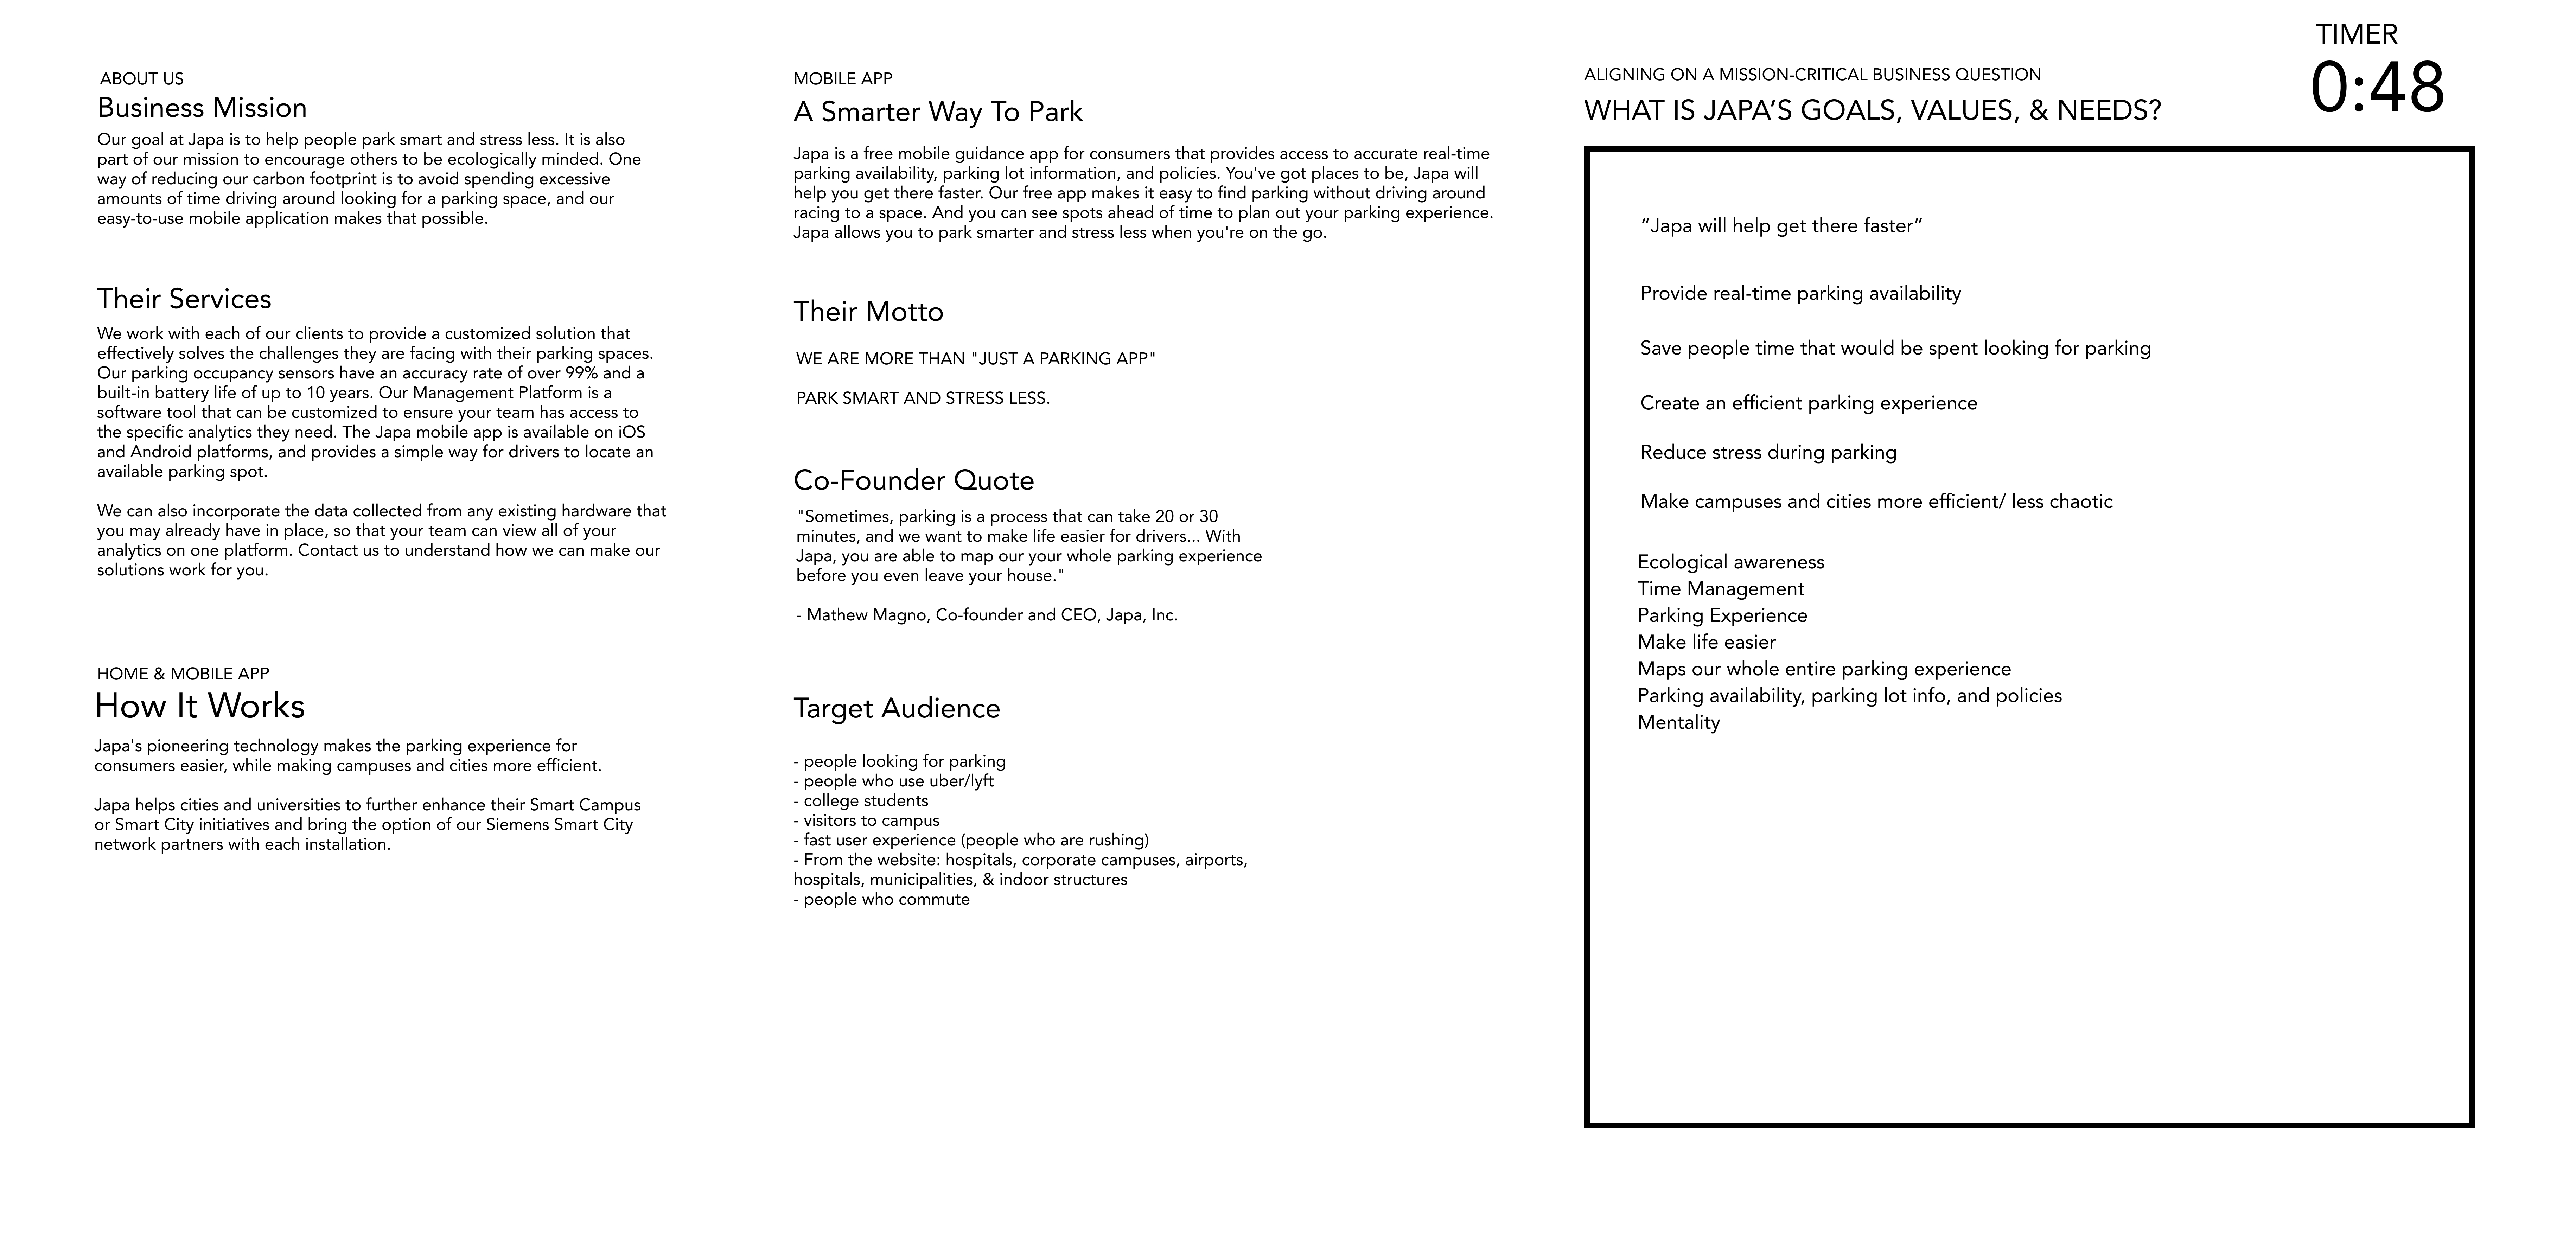 ABOUT US
Business Mission
Our goal at Japa is to help people park smart and stress less. It is also
part of our mission to encourage others to be ecologically minded. One
way of reducing our carbon footprint is to avoid spending excessive
amounts of time driving around looking for a parking space, and our
easy-to-use mobile application makes that possible.
Their Services
We work with each of our clients to provide a customized solution that
effectively solves the challenges they are facing with their parking spaces.
Our parking occupancy sensors have an accuracy rate of over 99% and a
built-in battery life of up to 10 years. Our Management Platform is a
software tool that can be customized to ensure your team has access to
the specific analytics they need. The Japa mobile app is available on iOS
and Android platforms, and provides a simple way for drivers to locate an
available parking spot.
We can also incorporate the data collected from any existing hardware that
you may already have in place, so that your team can view all of your
analytics on one platform. Contact us to understand how we can make our
solutions work for you.
HOME & MOBILE APP
How It Works
Japa's pioneering technology makes the parking experience for
consumers easier, while making campuses and cities more efficient.
Japa helps cities and universities to further enhance their Smart Campus
or Smart City initiatives and bring the option of our Siemens Smart City
network partners with each installation.
MOBILE APP
A Smarter Way To Park
Japa is a free mobile guidance app for consumers that provides access to accurate real-time
parking availability, parking lot information, and policies. You've got places to be, Japa will
help you get there faster. Our free app makes it easy to find parking without driving around
racing to a space. And you can see spots ahead of time to plan out your parking experience.
Japa allows you to park smarter and stress less when you're on the go.
Their Motto
WE ARE MORE THAN "JUST A PARKING APP"
PARK SMART AND STRESS LESS.
Co-Founder Quote
"Sometimes, parking is a process that can take 20 or 30
minutes, and we want to make life easier for drivers... With
Japa, you are able to map our your whole parking experience
before you even leave your house."
- Mathew Magno, Co-founder and CEO, Japa, Inc.
Target Audience
- people looking for parking
- people who use uber/lyft
- college students
- visitors to campus
- fast user experience (people who are rushing)
- From the website: hospitals, corporate campuses, airports,
hospitals, municipalities, & indoor structures
- people who commute
TIMER
0:48
ALIGNING ON A MISSION-CRITICAL BUSINESS QUESTION
WHAT IS JAPA’S GOALS, VALUES, & NEEDS?
“Japa will help get there faster”
Provide real-time parking availability
Save people time that would be spent looking for parking
Create an efficient parking experience
Reduce stress during parking
Make campuses and cities more efficient/ less chaotic
Ecological awareness
Time Management
Parking Experience
Make life easier
Maps our whole entire parking experience
Parking availability, parking lot info, and policies
Mentality